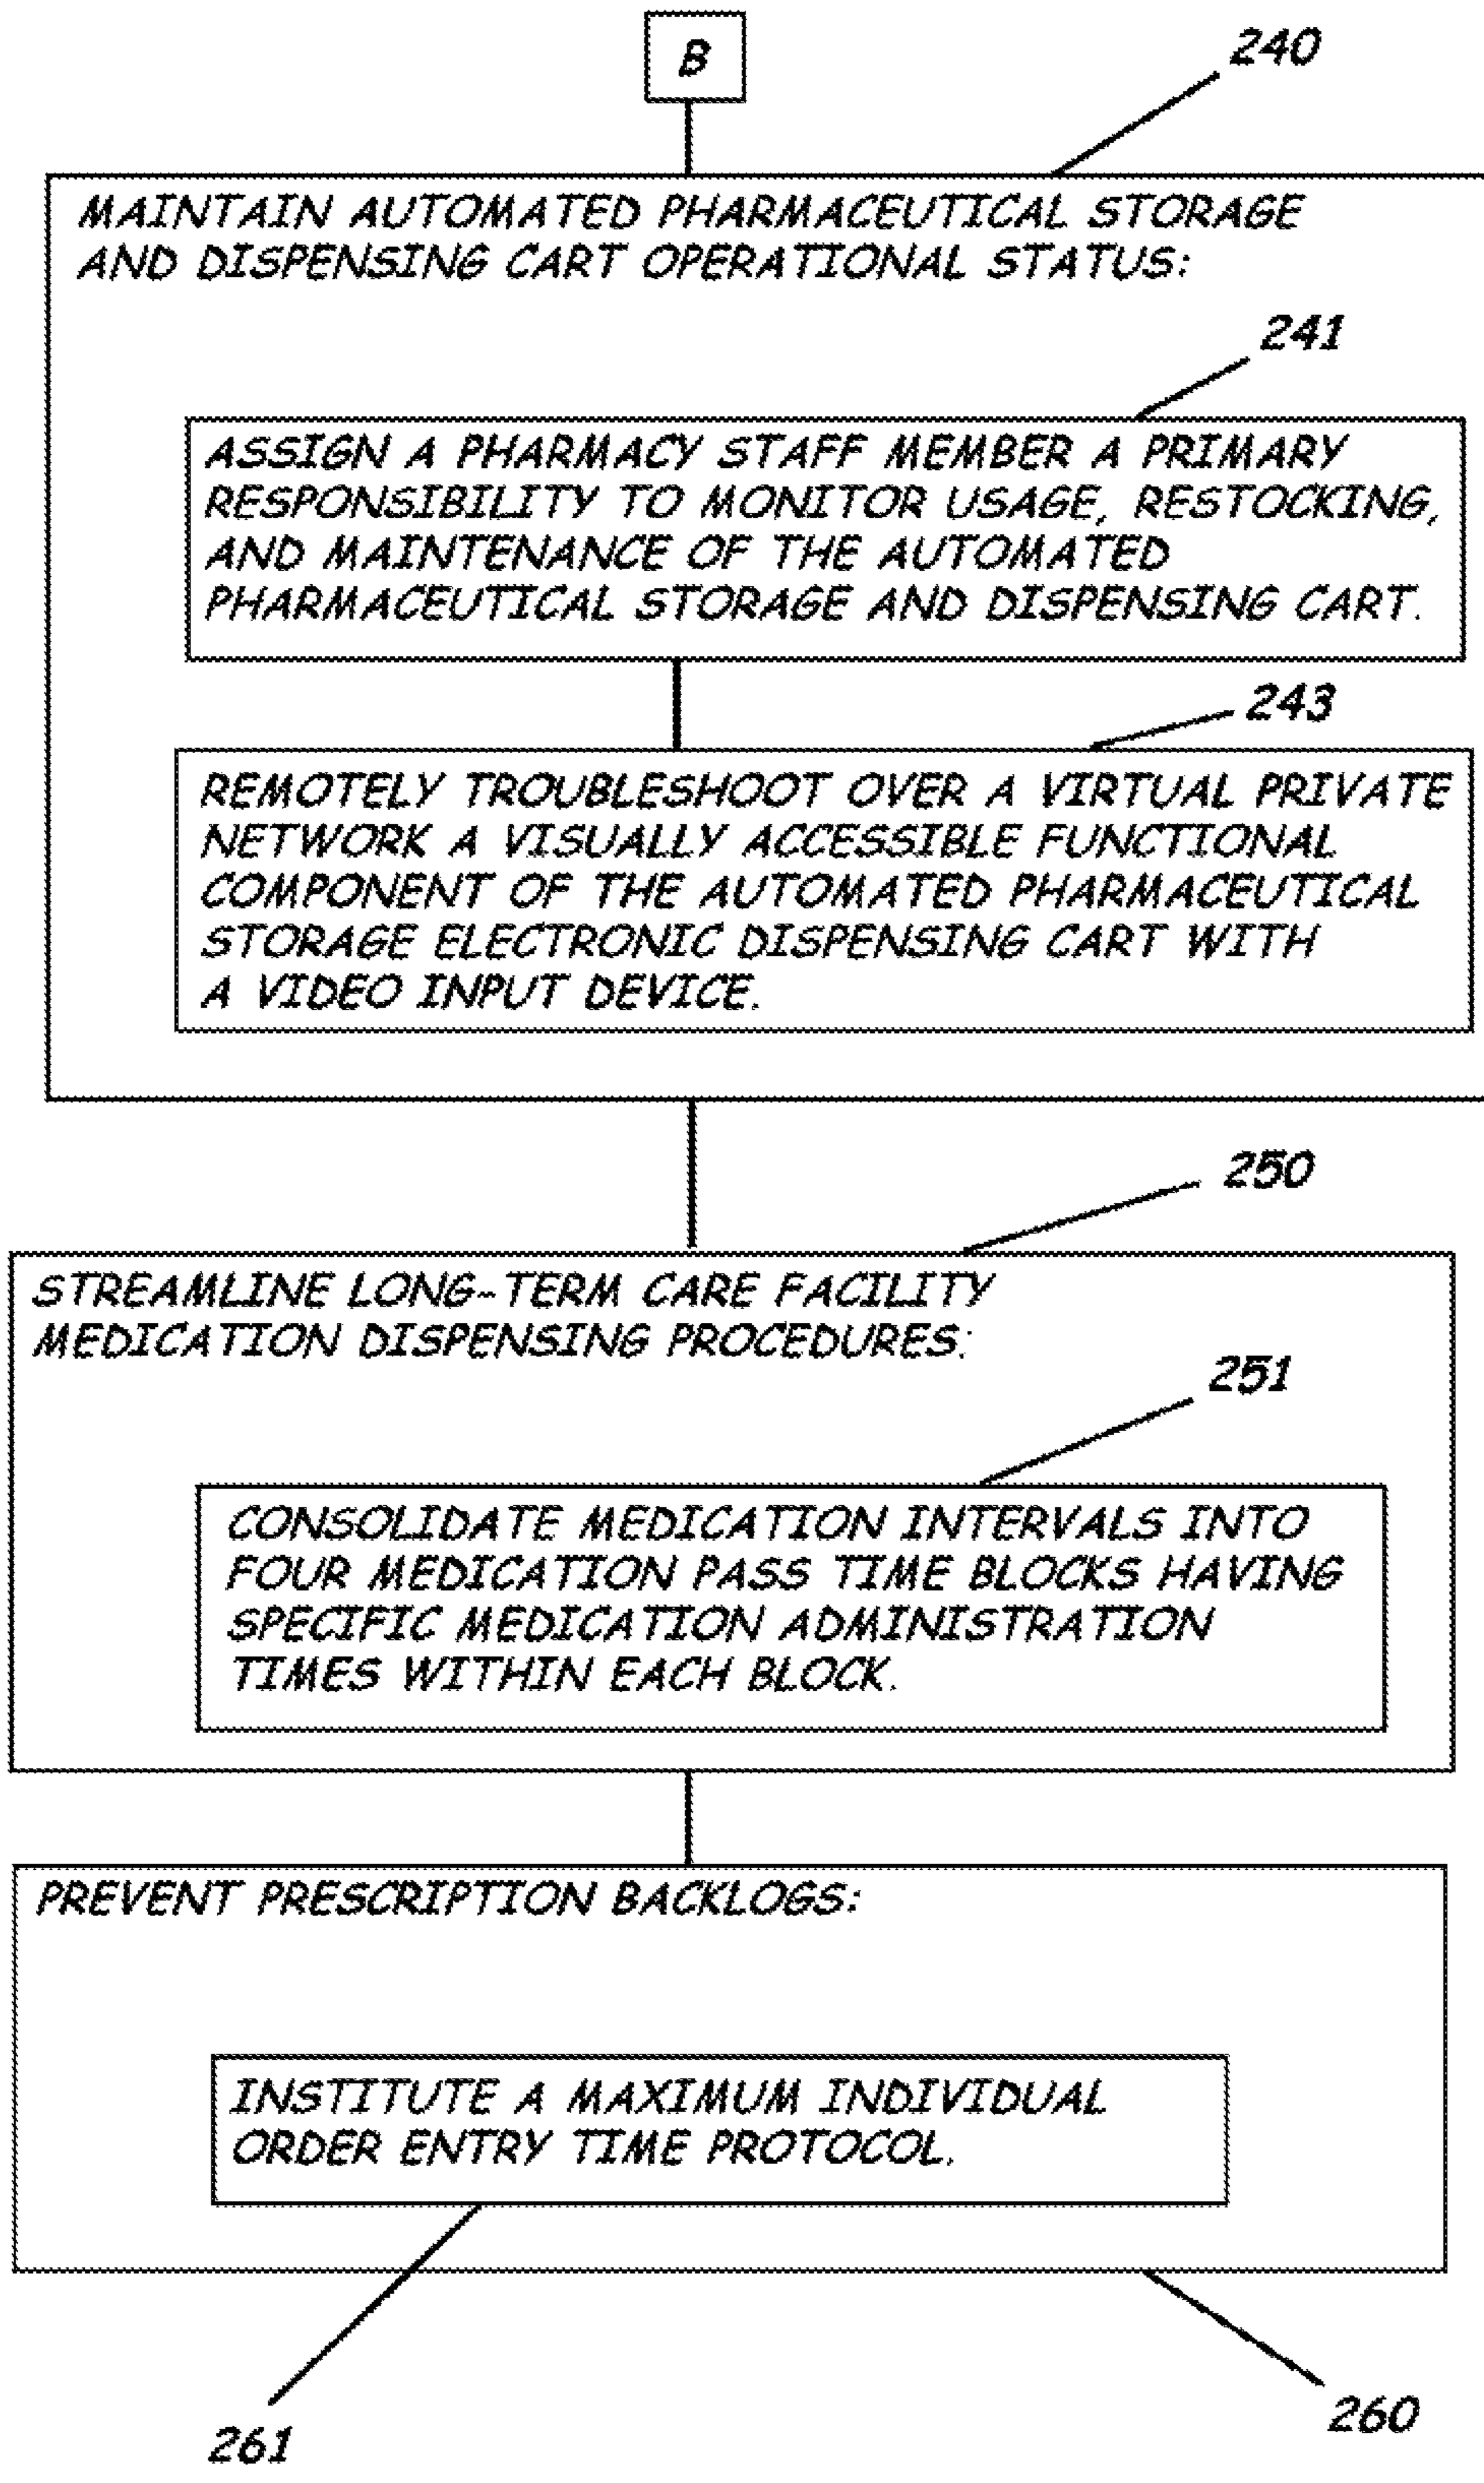 B
240
MAINTAIN AUTOMATED PHARMACEUTICAL STORAGE
AND DISPENSING CART OPERATIONAL STATUS:
241
ASSIGN A PHARMACY STAFF MEMBER A PRIMARY
RESPONSIBILITY TO MONITOR USAGE, RESTOCKING,
AND MAINTENANCE OF THE AUTOMATED
PHARMACEUTICAL STORAGE AND DISPENSING CART.
243
REMOTELY TROUBLESHOOT OVER A VIRTUAL PRIVATE
NETWORK A VISUALLY ACCESSIBLE FUNCTIONAL
COMPONENT OF THE AUTOMATED PHARMACEUTICAL
STORAGE ELECTRONIC DISPENSING CART WITH
A VIDEO INPUT DEVICE.
250
STREAMLINE LONG-TERM CARE FACILITY
MEDICATION DISPENSING PROCEDURES:
251
CONSOLIDATE MEDICATION INTERVALS INTO
FOUR MEDICATION PASS TIME BLOCKS HAVING
SPECIFIC MEDICATION ADMINISTRATION
TIMES WITHIN EACH BLOCK.
PREVENT PRESCRIPTION BACKLOGS:
INSTITUTE A MAXIMUM INDIVIDUAL
ORDER ENTRY TIME PROTOCOL.
260
261